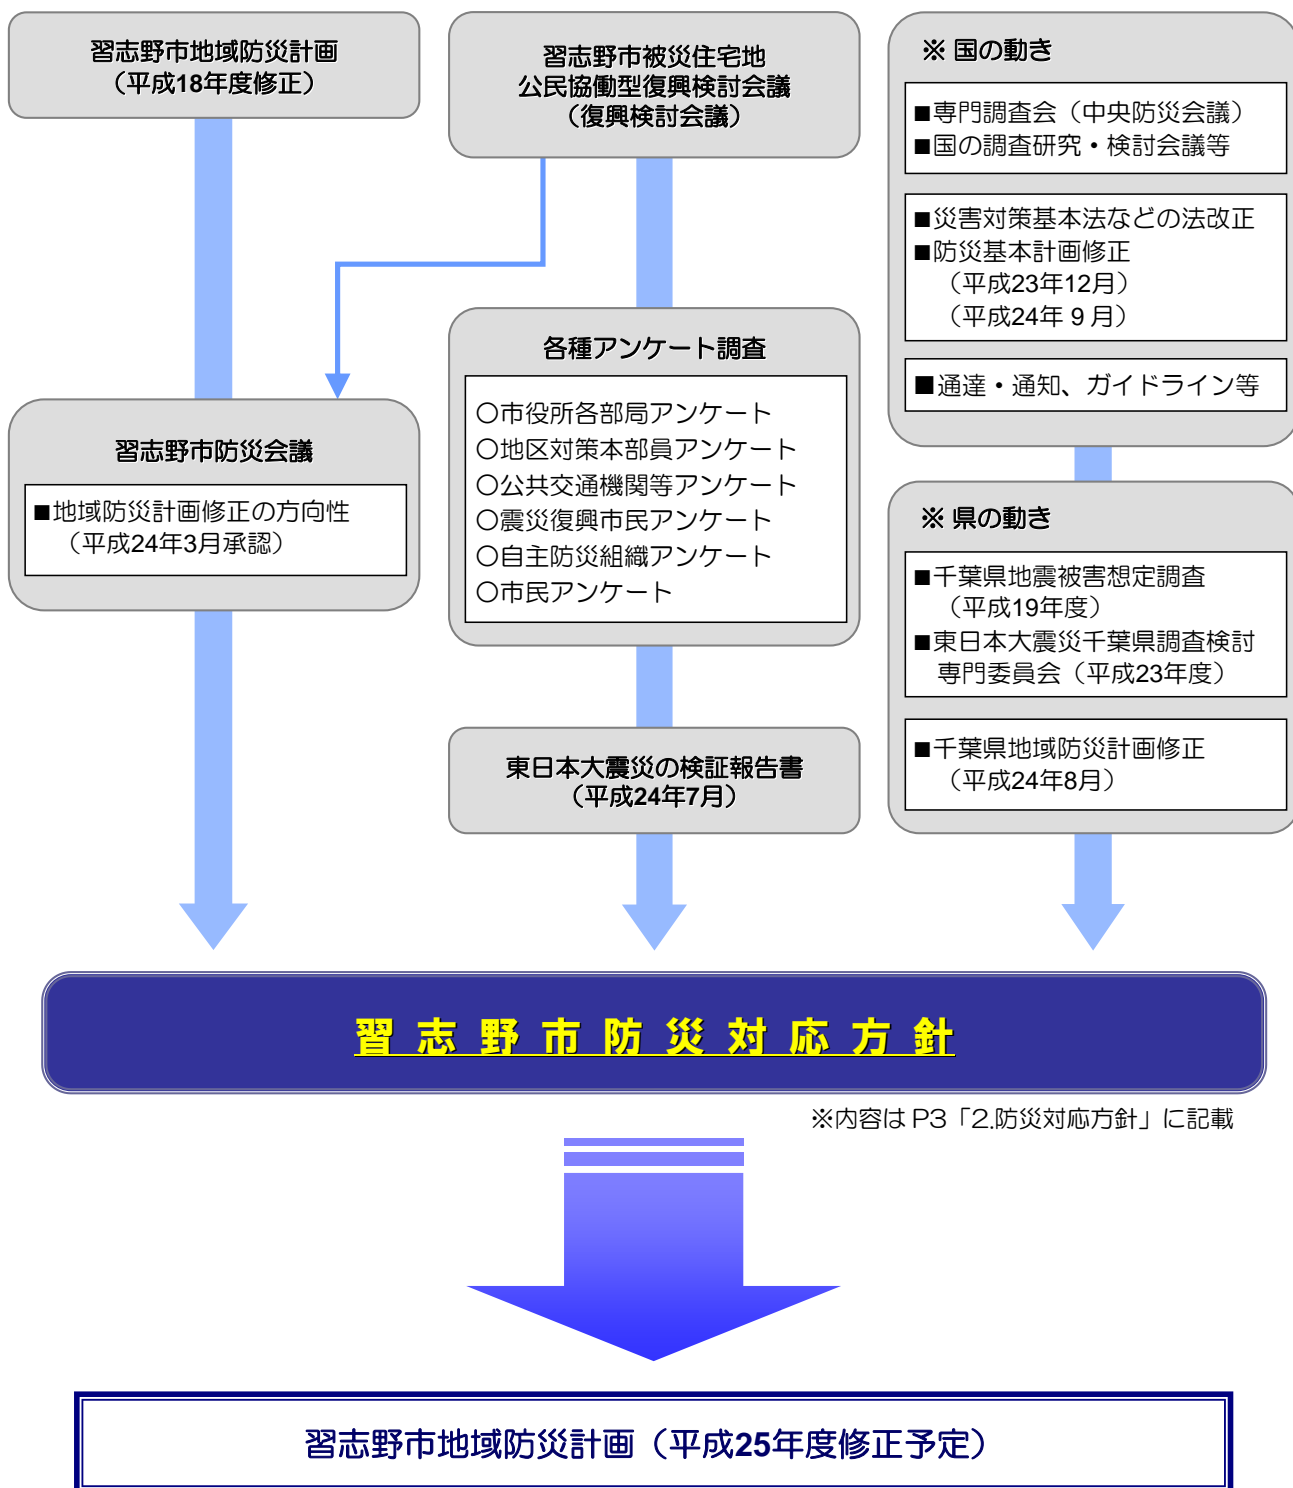 習志野市地域防災計画
（平成18年度修正）
習志野市防災会議
■地域防災計画修正の方向性
（平成24年3月承認）
習志野市被災住宅地
公民協働型復興検討会議
（復興検討会議）
各種アンケート調査
○市役所各部局アンケート
○地区対策本部員アンケート
○公共交通機関等アンケート
○震災復興市民アンケート
○自主防災組織アンケート
○市民アンケート
東日本大震災の検証報告書
（平成24年7月）
※ 国の動き
■専門調査会（中央防災会議）
■国の調査研究・検討会議等
■災害対策基本法などの法改正
■防災基本計画修正
（平成23年12月）
（平成24年９月）
■通達・通知、ガイドライン等
※ 県の動き
■千葉県地震被害想定調査
（平成19年度）
■東日本大震災千葉県調査検討
専門委員会（平成23年度）
■千葉県地域防災計画修正
（平成24年8月）
習志野市防災対応方針
※内容は P3「2.防災対応方針」に記載
習志野市地域防災計画（平成25年度修正予定）